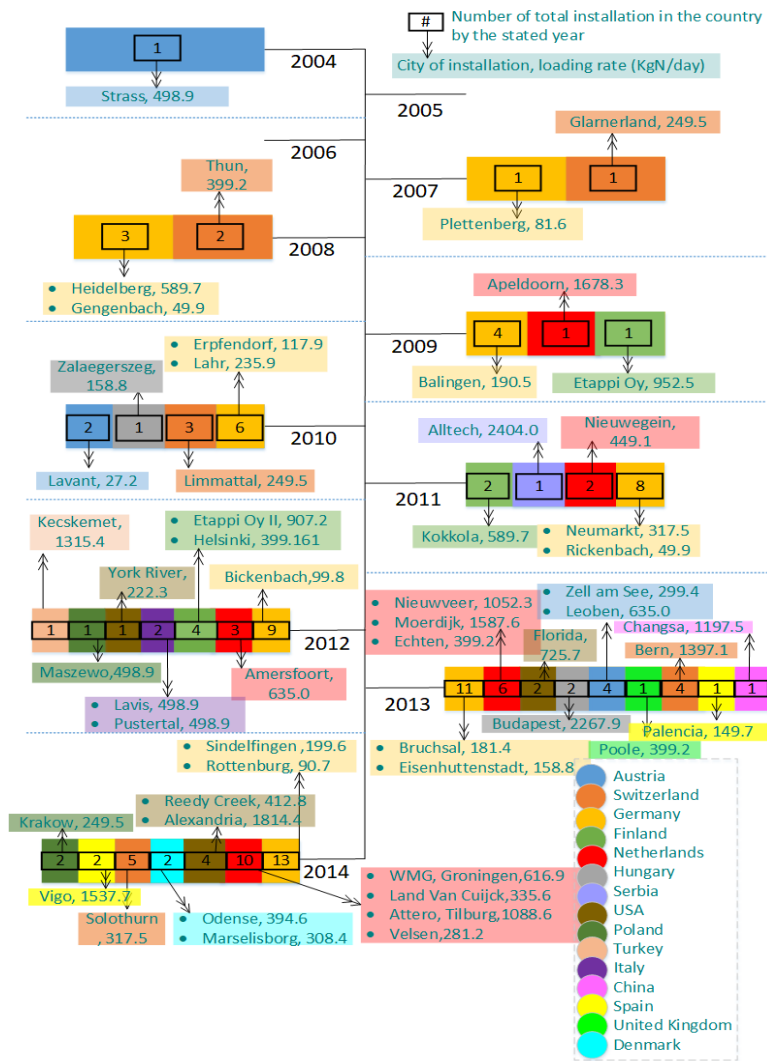 # Number of total installation in the country
by the stated year
City of installation, loading rate (KgN/day)
1
2004
Strass, 498.9
2005
2006
Glarnerland, 249.5
1 1
2007
Plettenberg, 81.6
Thun,
399.2
3 2
2008
• Heidelberg, 589.7
• Gengenbach, 49.9
Apeldoorn, 1678.3
4 1 1
2009
Balingen, 190.5
Etappi Oy, 952.5
• Erpfendorf, 117.9
• Lahr, 235.9
Zalaegerszeg,
158.8
2 1 3 6
2010
Lavant, 27.2
Limmattal, 249.5
Alltech, 2404.0
Nieuwegein,
449.1
2 1 2 8
2011
Kokkola, 589.7
• Neumarkt, 317.5
• Rickenbach, 49.9
Kecskemet,
1315.4
• Etappi Oy II, 907.2
• Helsinki, 399.161
York River,
222.3
Bickenbach,99.8
1 1 1 2 4 3 9
2012
Maszewo,498.9
Amersfoort,
635.0
• Lavis, 498.9
• Pustertal, 498.9
• Nieuwveer, 1052.3
• Moerdijk, 1587.6
• Echten, 399.2
• Zell am See, 299.4
• Leoben, 635.0
Florida,
725.7
Changsa, 1197.5
Bern, 1397.1
11 6 2 2 4 1 4 1 1
2013
Budapest, 2267.9
Palencia, 149.7
Poole, 399.2
• Bruchsal, 181.4
• Eisenhuttenstadt, 158.8
• Sindelfingen ,199.6
• Rottenburg, 90.7
• Reedy Creek, 412.8
• Alexandria, 1814.4
Krakow, 249.5
2 2 5 2 4 10 13
2014
Vigo, 1537.7
Solothurn
, 317.5
• Odense, 394.6
• Marselisborg, 308.4
• WMG, Groningen,616.9
• Land Van Cuijck,335.6
• Attero, Tilburg,1088.6
• Velsen,281.2
Austria
Switzerland
Germany
Finland
Netherlands
Hungary
Serbia
USA
Poland
Turkey
Italy
China
Spain
United Kingdom
Denmark